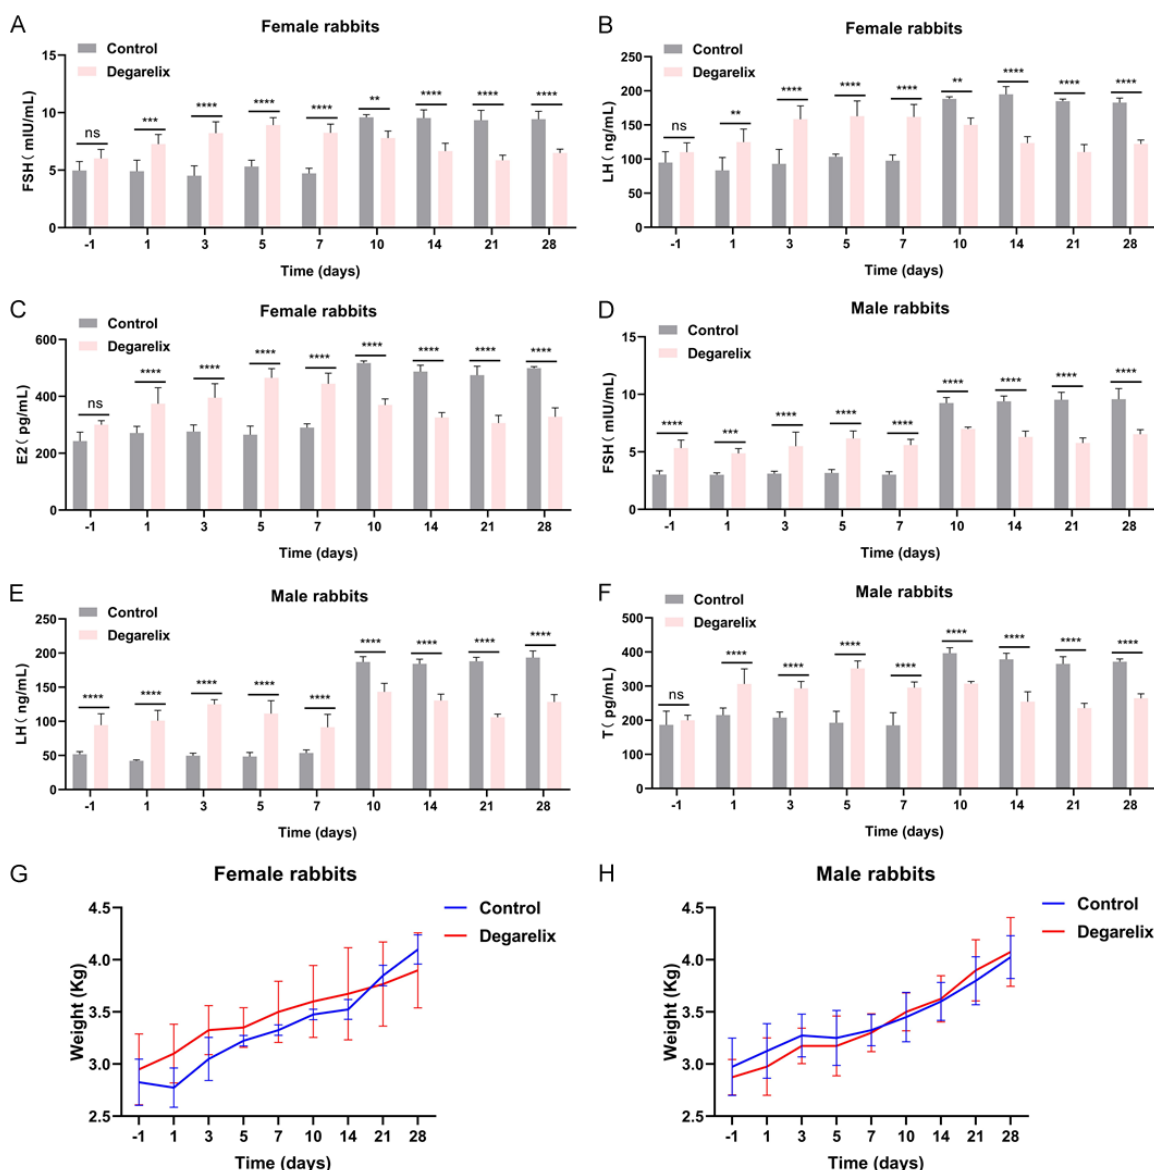 A
Female rabbits
Control
Degarelix
FSH( mIU/mL)
15
10
5
0
ns
***
****
****
****
**
****
****
****
-1 1 3 5 7 10 14 21 28
Time (days)
B
Female rabbits
Control
Degarelix
LH( ng/mL)
250
200
150
100
50
0
ns
**
****
****
****
**
****
****
****
-1 1 3 5 7 10 14 21 28
Time (days)
C
Female rabbits
Control
Degarelix
E2( pg/mL)
600
400
200
0
ns
****
****
****
****
****
****
****
****
-1 1 3 5 7 10 14 21 28
Time (days)
D
Male rabbits
Control
Degarelix
FSH( mIU/mL)
15
10
5
0
****
***
****
****
****
****
****
****
****
-1 1 3 5 7 10 14 21 28
Time (days)
E
Male rabbits
Control
Degarelix
LH( ng/mL)
250
200
150
100
50
0
****
****
****
****
****
****
****
****
****
-1 1 3 5 7 10 14 21 28
Time (days)
F
Male rabbits
Control
Degarelix
T( pg/mL)
500
400
300
200
100
0
ns
****
****
****
****
****
****
****
****
-1 1 3 5 7 10 14 21 28
Time (days)
G
Female rabbits
Control
Degarelix
Weight (Kg)
4.5
4.0
3.5
3.0
2.5
-1 1 3 5 7 10 14 21 28
Time (days)
H
Male rabbits
Control
Degarelix
Weight (Kg)
4.5
4.0
3.5
3.0
2.5
-1 1 3 5 7 10 14 21 28
Time (days)